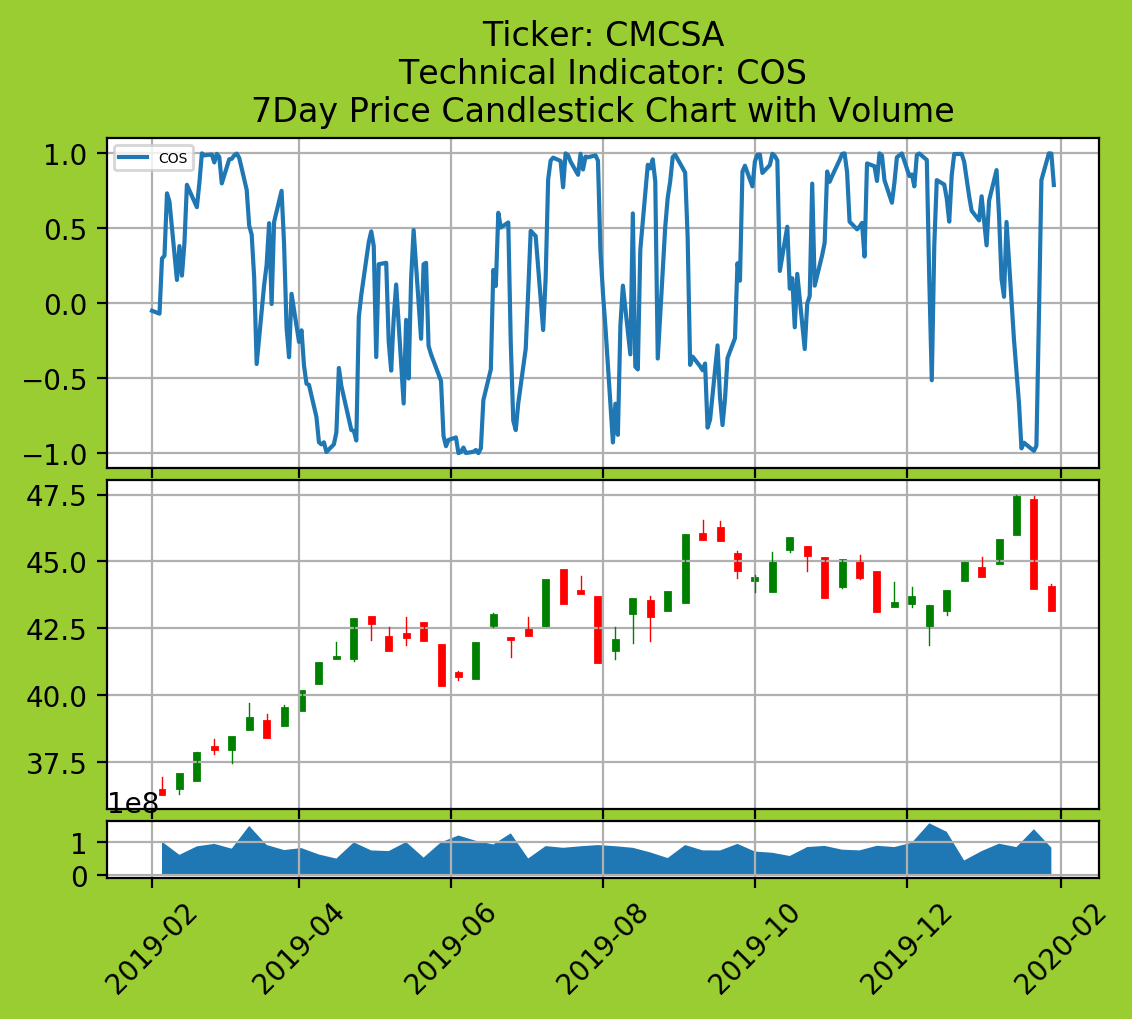 Ticker: CMCSA
Technical Indicator: COS
7Day Price Candlestick Chart with Volume
COS
1.0
0.5
0.0
−0.5
−1.0
47.5
45.0
42.5
40.0
37.5
1e8
1
0
2019-02 2019-04 2019-06 2019-08 2019-10 2019-12 2020-02